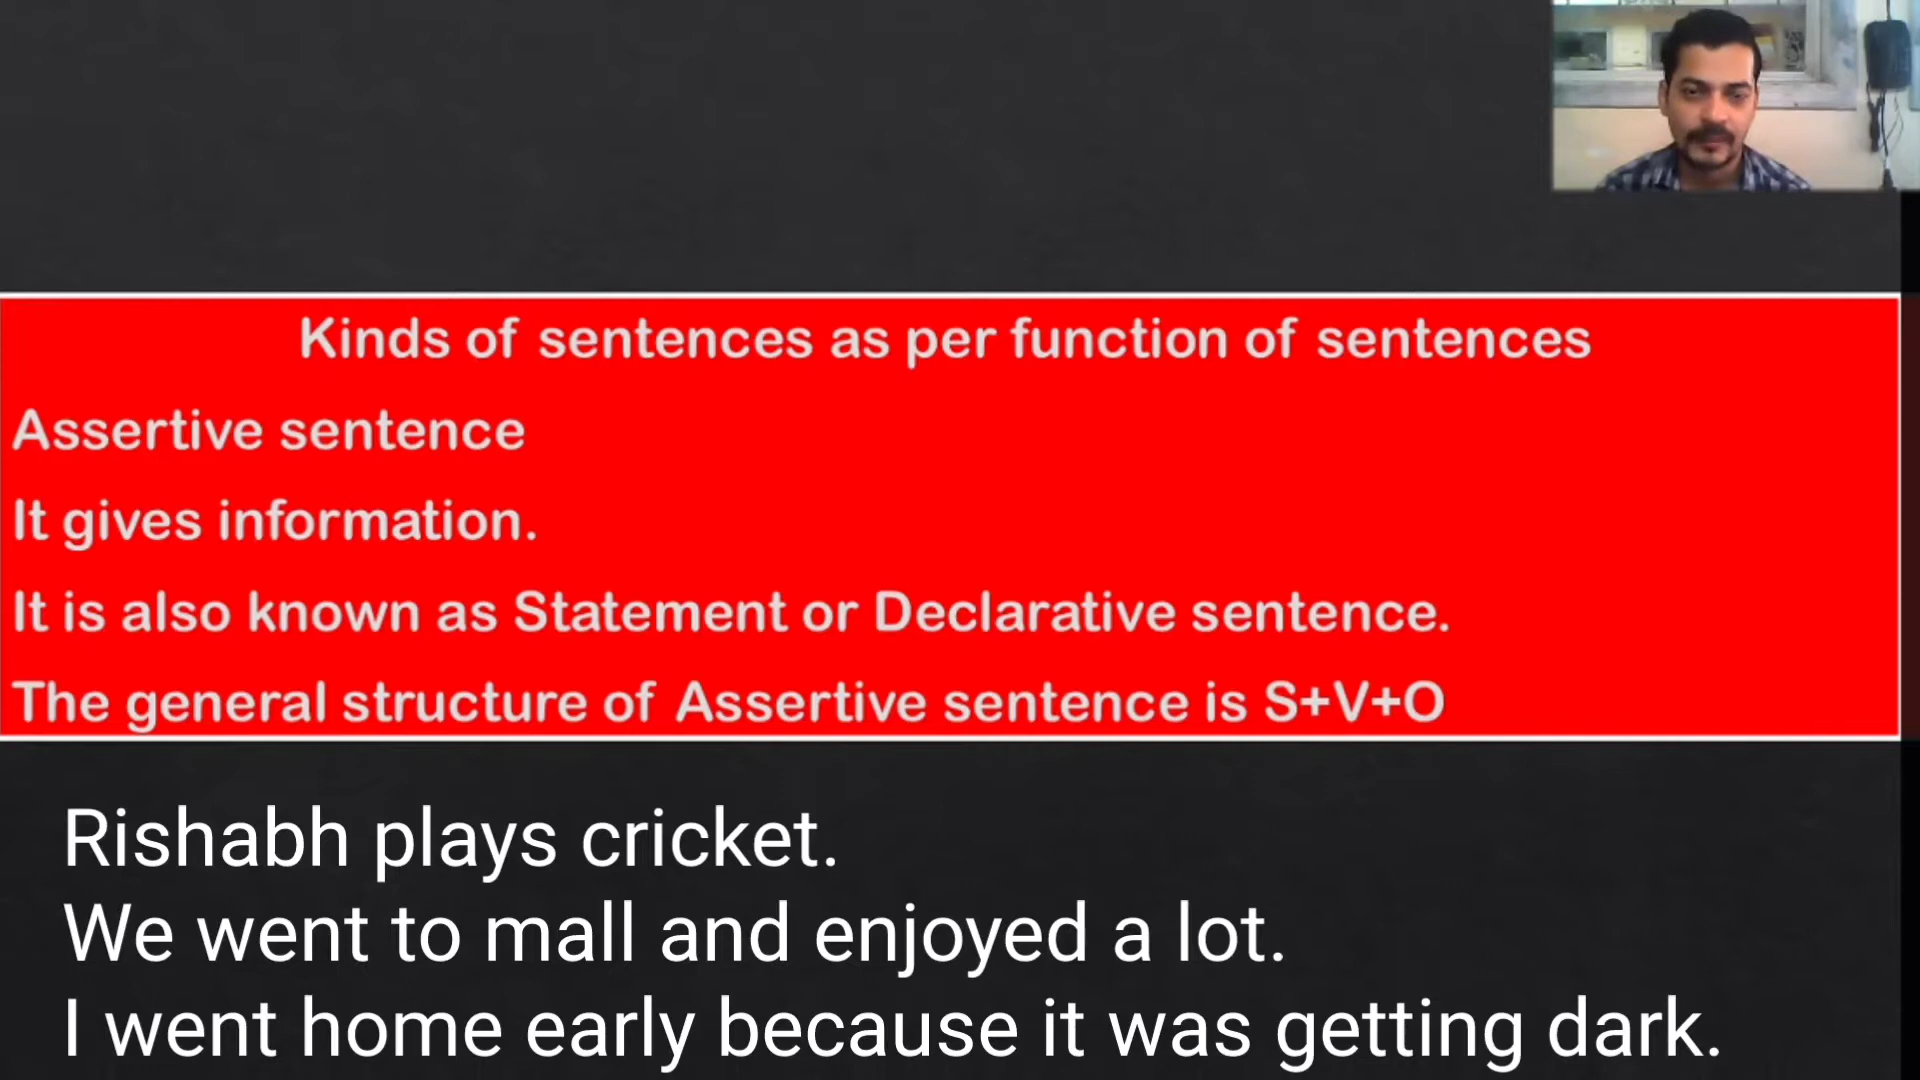 Kinds of sentences as per function of sentences
Assertive sentence
It gives information.
It is also known as Statement or Declarative sentence.
The general structure of Assertive sentence is S+V+O
Rishabh plays cricket.
We went to mall and enjoyed a lot.
I went home early because it was getting dark.